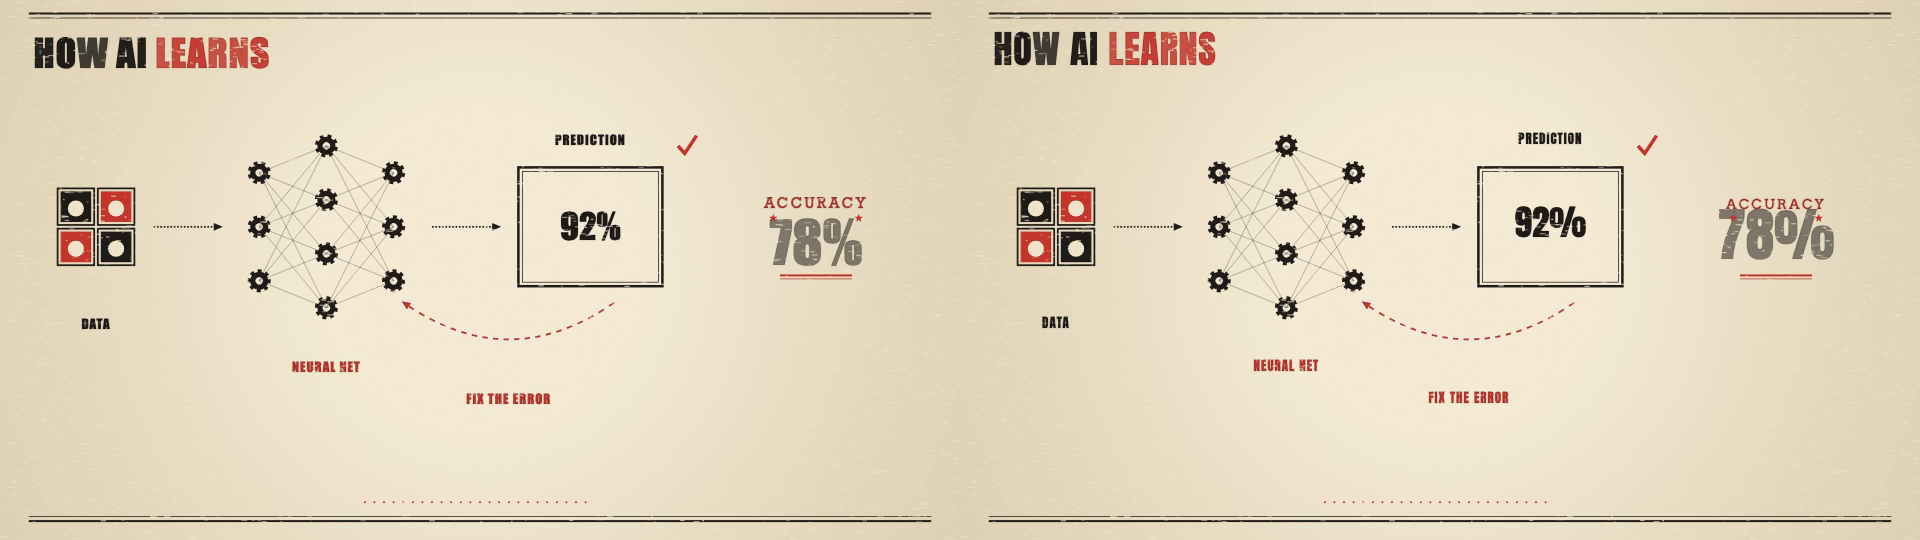 HOW AI LEARNS
PREDICTION
92%
ACCURACY
78%
DATA
NEURAL NET
FIX THE ERROR
HOW AI LEARNS
PREDICTION
92%
ACCURACY
78%
DATA
NEURAL NET
FIX THE ERROR